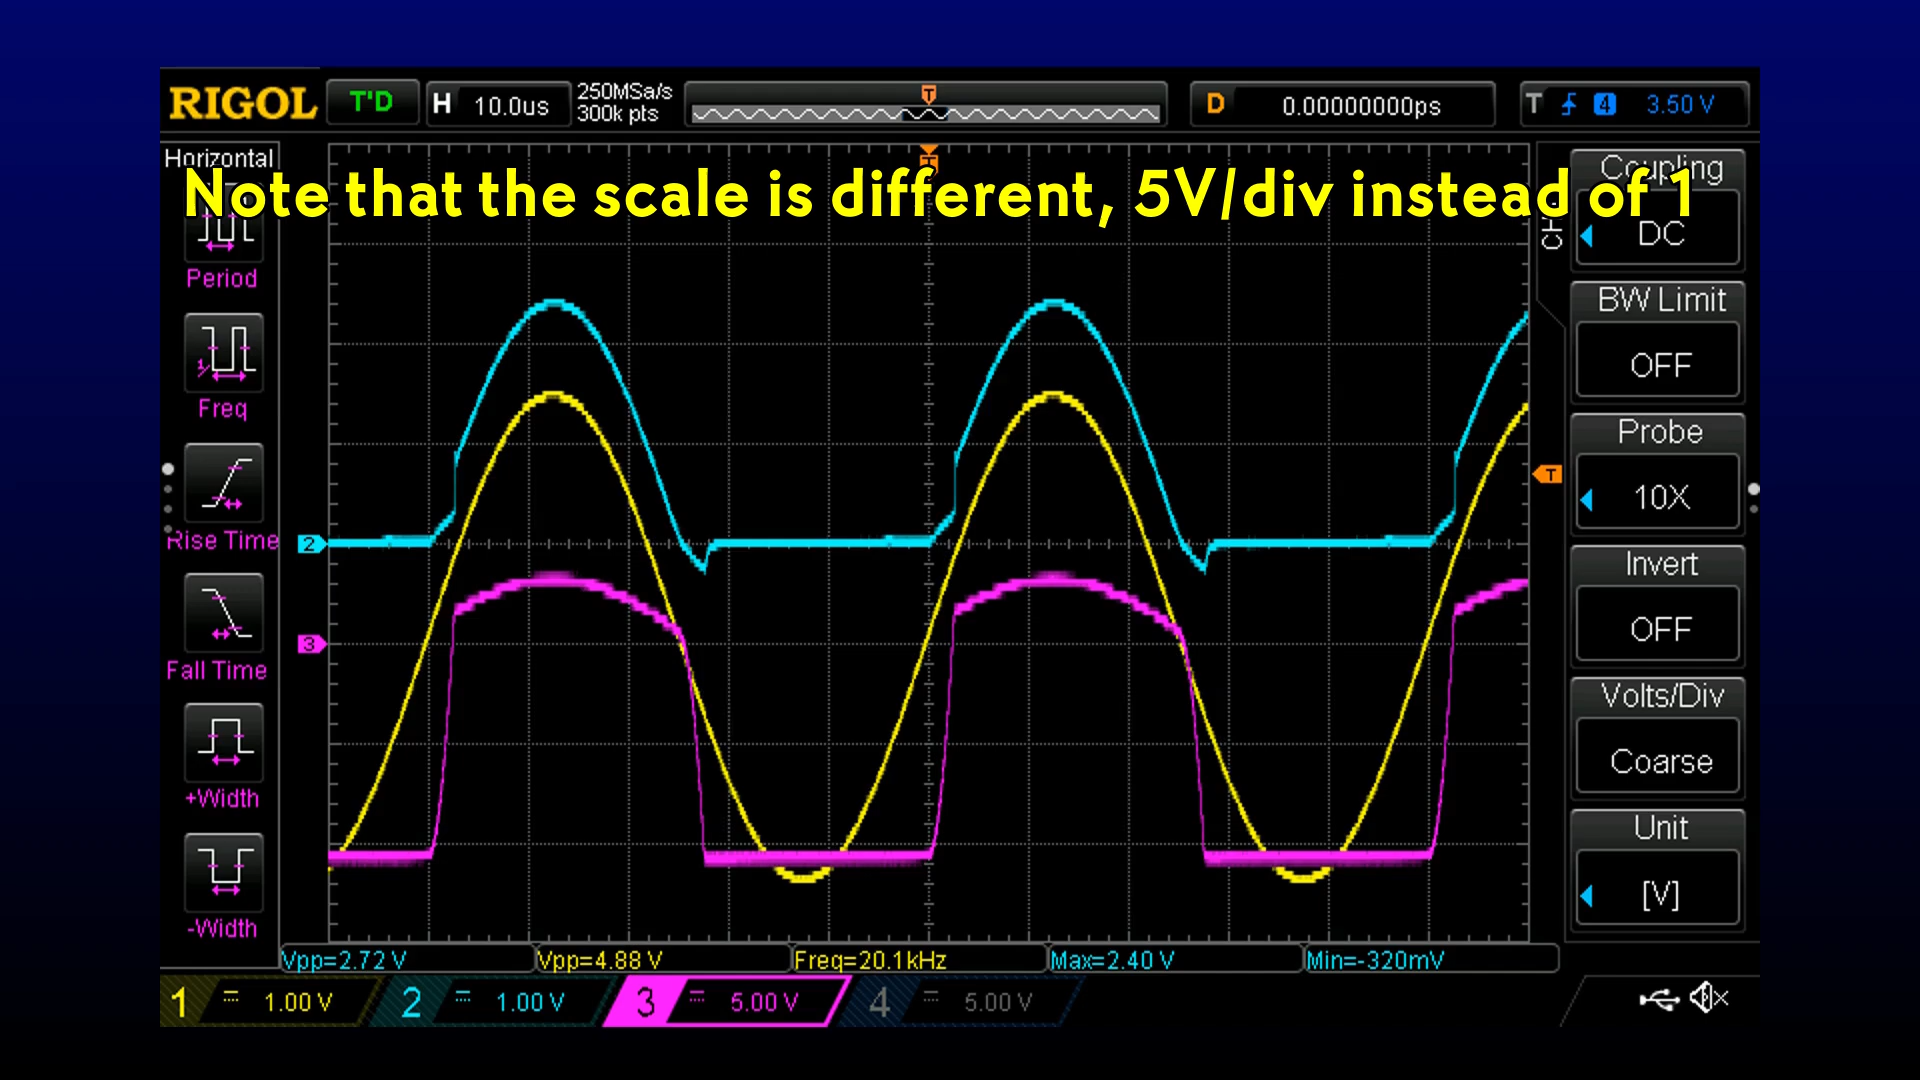 RIGOL T'D H 10.0us 250MSa/s
300k pts
T
D 0.00000000ps
T 4 3.50 V
Horizontal
Note that the scale is different, 5V/div instead of 1
Period
Freq
Rise Time
Fall Time
+Width
-Width
2
3
T
Coupling
DC
BW Limit
OFF
Probe
10X
Invert
OFF
Volts/Div
Coarse
Unit
[V]
Vpp=2.72 V Vpp=4.88 V Freq=20.1kHz Max=2.40 V Min=-320mV
1 1.00 V 2 1.00 V 3 5.00 V 4 5.00 V